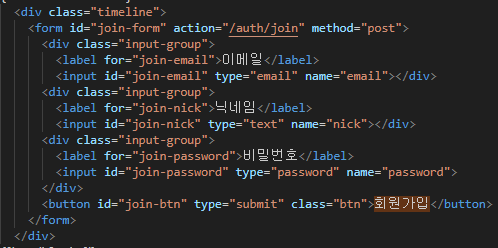 <div class="timeline">
<form id="join-form" action="/auth/join" method="post">
<div class="input-group">
<label for="join-email">이메일</label>
<input id="join-email" type="email" name="email"></div>
<div class="input-group">
<label for="join-nick">닉네임</label>
<input id="join-nick" type="text" name="nick"></div>
<div class="input-group">
<label for="join-password">비밀번호</label>
<input id="join-password" type="password" name="password">
</div>
<button id="join-btn" type="submit" class="btn">회원가입</button>
</form>
</div>